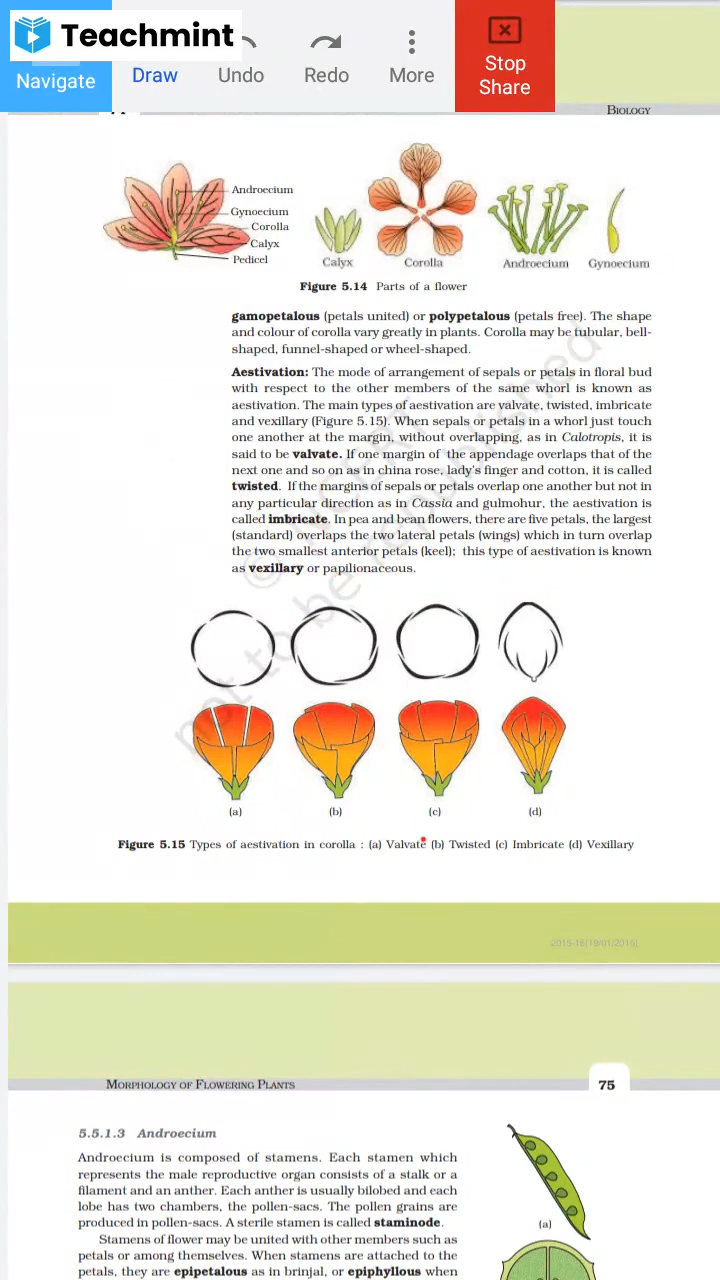 Teachmint
Navigate
Draw
Undo
Redo
More
Stop
Share
BIOLOGY
Androecium
Gynoecium
Corolla
Calyx
Pedicel
Calyx
Corolla
Androecium
Gynoecium
Figure 5.14 Parts of a flower
gamopetalous (petals united) or polypetalous (petals free). The shape
and colour of corolla vary greatly in plants. Corolla may be tubular, bell-
shaped, funnel-shaped or wheel-shaped.
Aestivation: The mode of arrangement of sepals or petals in floral bud
with respect to the other members of the same whorl is known as
aestivation. The main types of aestivation are valvate, twisted, imbricate
and vexillary (Figure 5.15). When sepals or petals in a whorl just touch
one another at the margin, without overlapping, as in Calotropis, it is
said to be valvate. If one margin of the appendage overlaps that of the
next one and so on as in china rose, lady's finger and cotton, it is called
twisted. If the margins of sepals or petals overlap one another but not in
any particular direction as in Cassia and gulmohur, the aestivation is
called imbricate. In pea and bean flowers, there are five petals, the largest
(standard) overlaps the two lateral petals (wings) which in turn overlap
the two smallest anterior petals (keel); this type of aestivation is known
as vexillary or papilionaceous.
© NCERT
not to be republished
(a)
(b)
(c)
(d)
Figure 5.15 Types of aestivation in corolla : (a) Valvate (b) Twisted (c) Imbricate (d) Vexillary
2015-16(19/01/2015)
MORPHOLOGY OF FLOWERING PLANTS
75
5.5.1.3 Androecium
Androecium is composed of stamens. Each stamen which
represents the male reproductive organ consists of a stalk or a
filament and an anther. Each anther is usually bilobed and each
lobe has two chambers, the pollen-sacs. The pollen grains are
produced in pollen-sacs. A sterile stamen is called staminode.
Stamens of flower may be united with other members such as
petals or among themselves. When stamens are attached to the
petals, they are epipetalous as in brinjal, or epiphyllous when
(a)